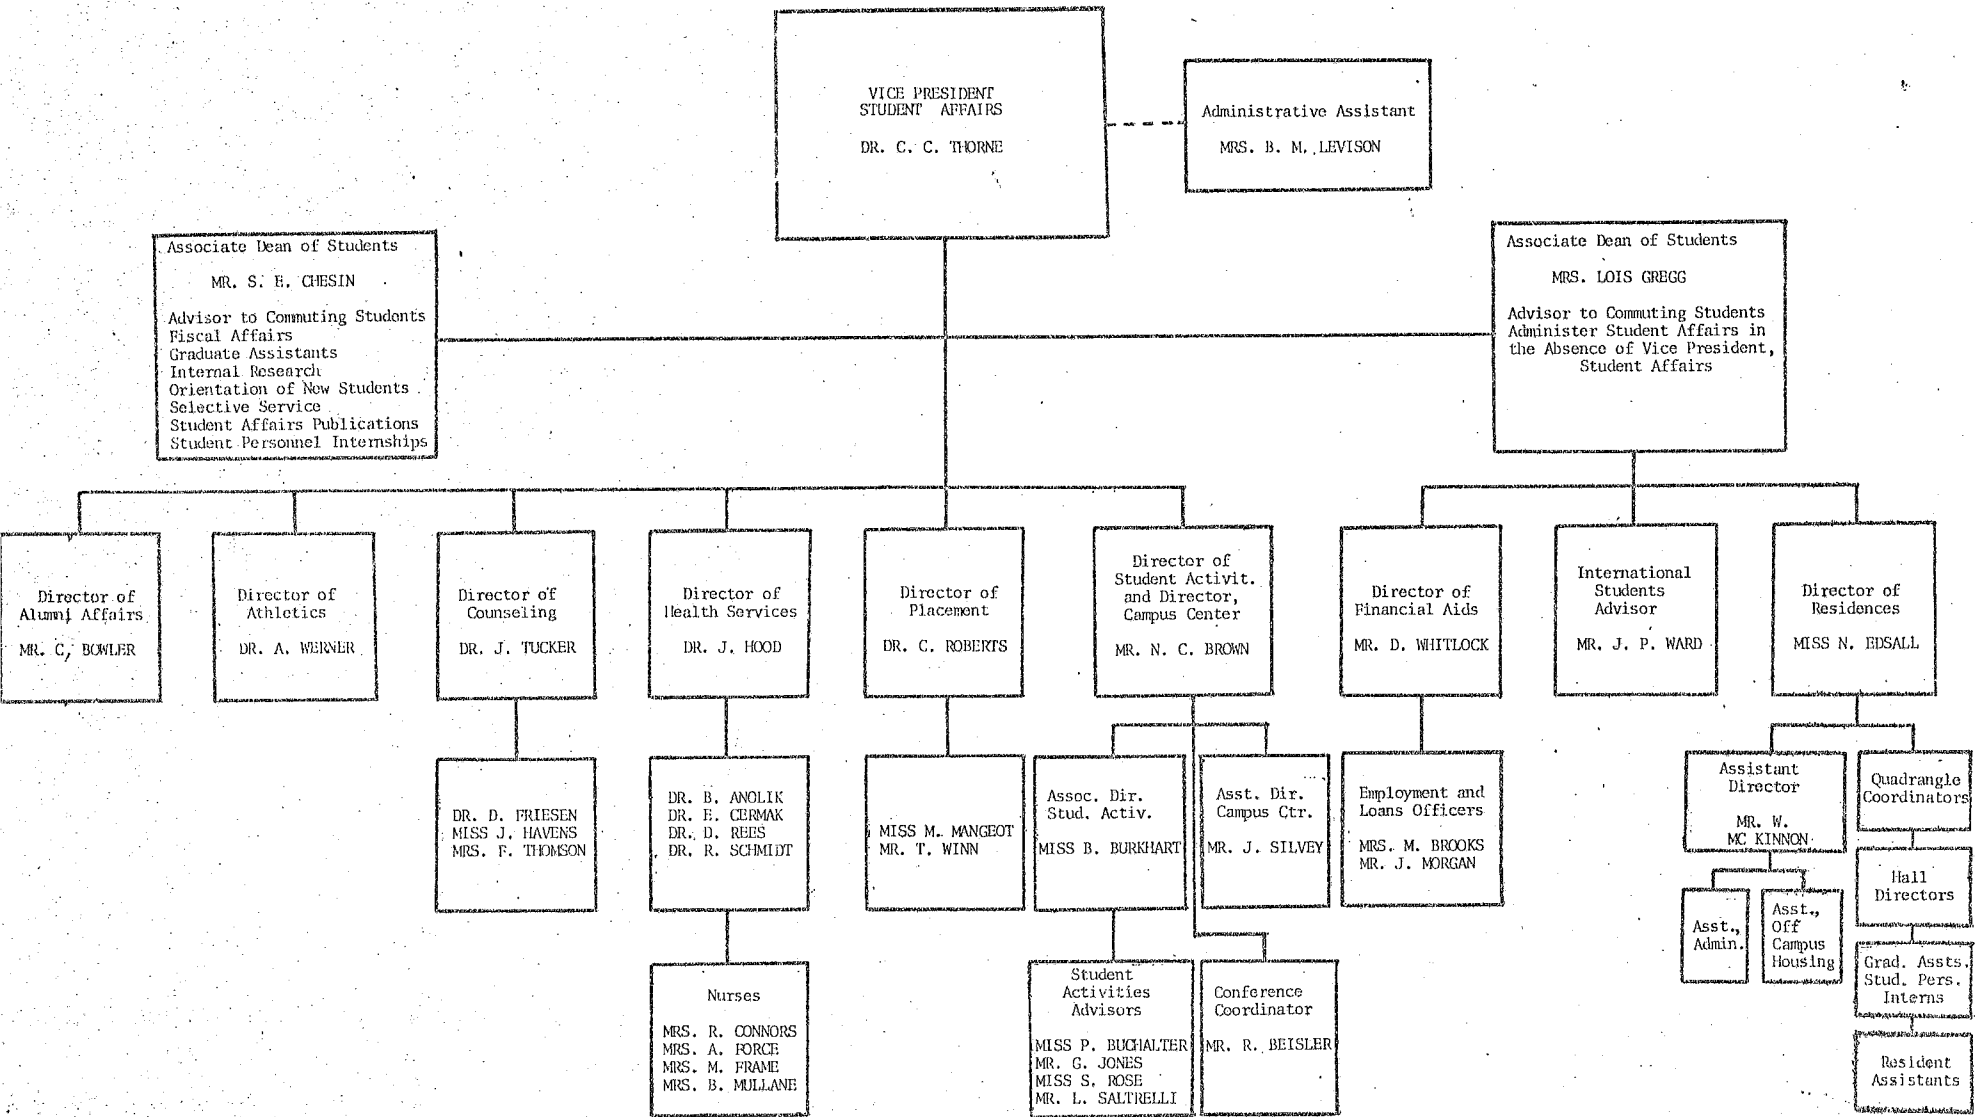 VICE PRESIDENT
STUDENT AFFAIRS
DR. C. C. THORNE
Administrative Assistant
MRS. B. M. LEVISON
Associate Dean of Students
MR. S. E. CHESIN
Advisor to Commuting Students
Fiscal Affairs
Graduate Assistants
Internal Research
Orientation of New Students
Selective Service
Student Affairs Publications
Student Personnel Internships
Associate Dean of Students
MRS. LOIS GREGG
Advisor to Commuting Students
Administer Student Affairs in
the Absence of Vice President,
Student Affairs
Director of
Alumni Affairs
MR. C. BOWLER
Director of
Athletics
DR. A. WERNER
Director of
Counseling
DR. J. TUCKER
Director of
Health Services
DR. J. HOOD
Director of
Placement
DR. C. ROBERTS
Director of
Student Activit.
and Director,
Campus Center
MR. N. C. BROWN
Director of
Financial Aids
MR. D. WHITLOCK
International
Students
Advisor
MR. J. P. WARD
Director of
Residences
MISS N. EDSALL
DR. D. FRIESEN
MISS J. HAVENS
MRS. F. THOMSON
DR. B. ANOLIK
DR. E. CERMAK
DR. D. REES
DR. R. SCHMIDT
MISS M. MANGEOT
MR. T. WINN
Assoc. Dir.
Stud. Activ.
MISS B. BURKHART
Asst. Dir.
Campus Ctr.
MR. J. SILVEY
Employment and
Loans Officers
MRS. M. BROOKS
MR. J. MORGAN
Assistant
Director
MR. W.
MC KINNON
Quadrangle
Coordinators
Hall
Directors
Asst.,
Admin.
Asst.,
Off
Campus
Housing
Grad. Assts.
Stud. Pers.
Interns
Resident
Assistants
Nurses
MRS. R. CONNORS
MRS. A. FORCE
MRS. M. FRAME
MRS. B. MULLANE
Student
Activities
Advisors
MISS P. BUCHALTER
MR. G. JONES
MISS S. ROSE
MR. L. SALTRELLI
Conference
Coordinator
MR. R. BEISLER